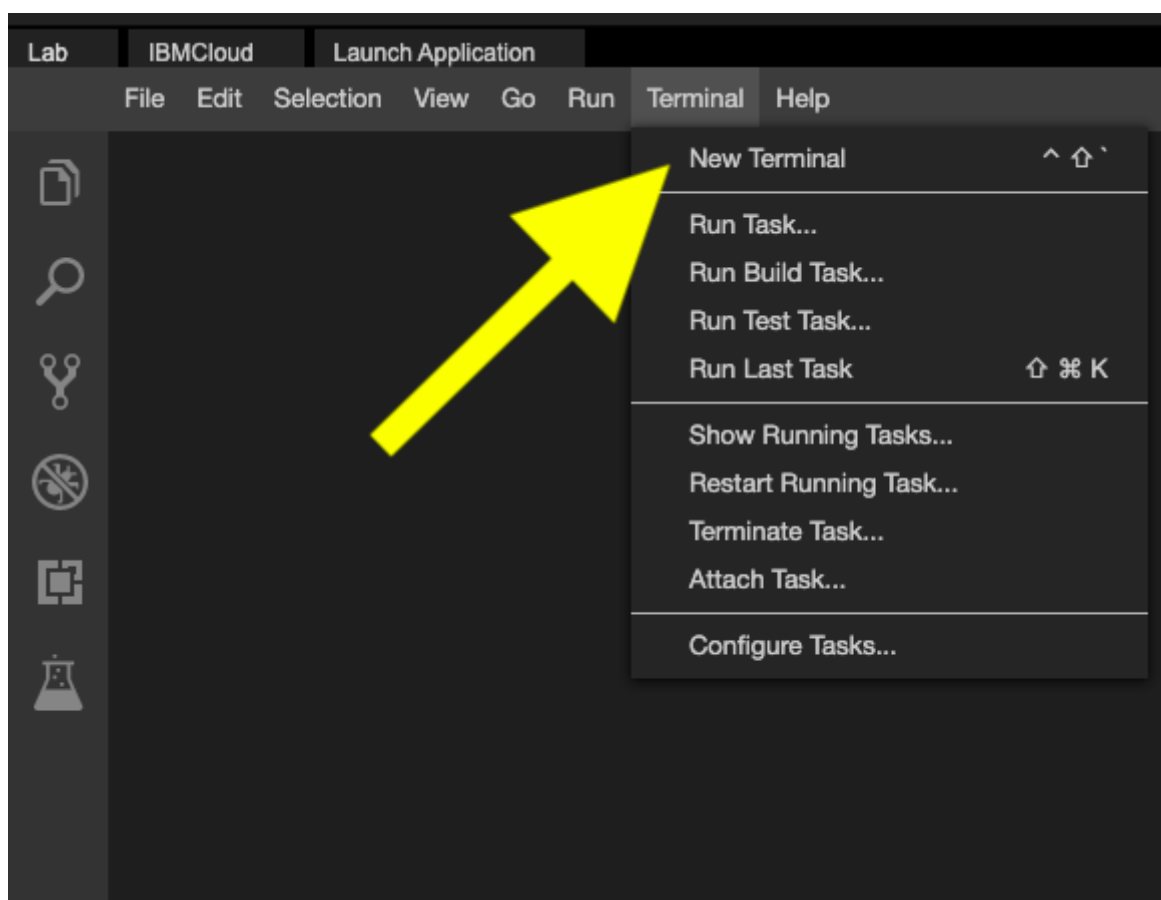 Lab IBMCloud Launch Application
File Edit Selection View Go Run Terminal Help
New Terminal ^ ⇧ `
Run Task...
Run Build Task...
Run Test Task...
Run Last Task ⇧ ⌘ K
Show Running Tasks...
Restart Running Task...
Terminate Task...
Attach Task...
Configure Tasks...